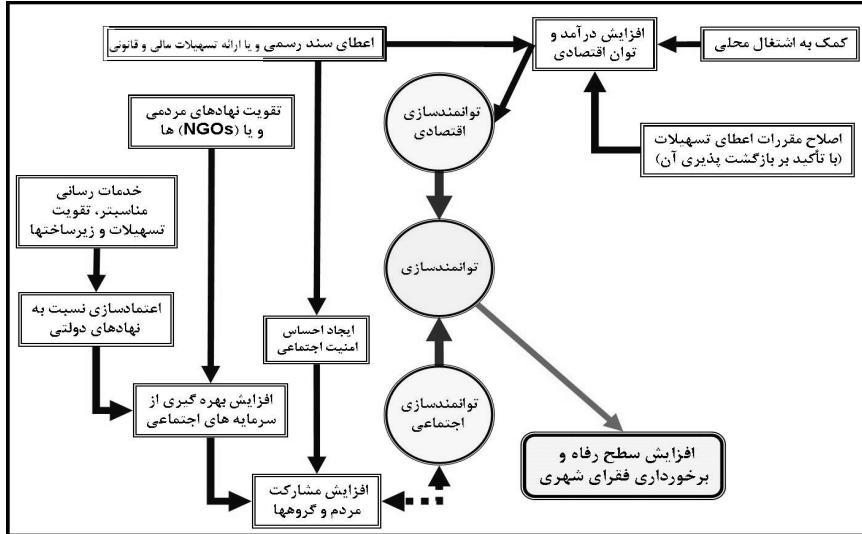 اعطای سند رسمی و یا ارائه تسهیلات مالی و قانونی
افزایش درآمد و
توان اقتصادی
کمک به اشتغال محلی
توانمندسازی
اقتصادی
تقویت نهادهای مردمی
و یا (NGOs) ها
اصلاح مقررات اعطای تسهیلات
(با تأکید بر بازگشت پذیری آن)
خدمات رسانی
مناسبتر، تقویت
تسهیلات و زیرساختها
توانمندسازی
اعتمادسازی نسبت به
نهادهای دولتی
ایجاد احساس
امنیت اجتماعی
افزایش بهره گیری از
سرمایه های اجتماعی
توانمندسازی
اجتماعی
افزایش سطح رفاه و
برخورداری فقرای شهری
افزایش مشارکت
مردم و گروهها